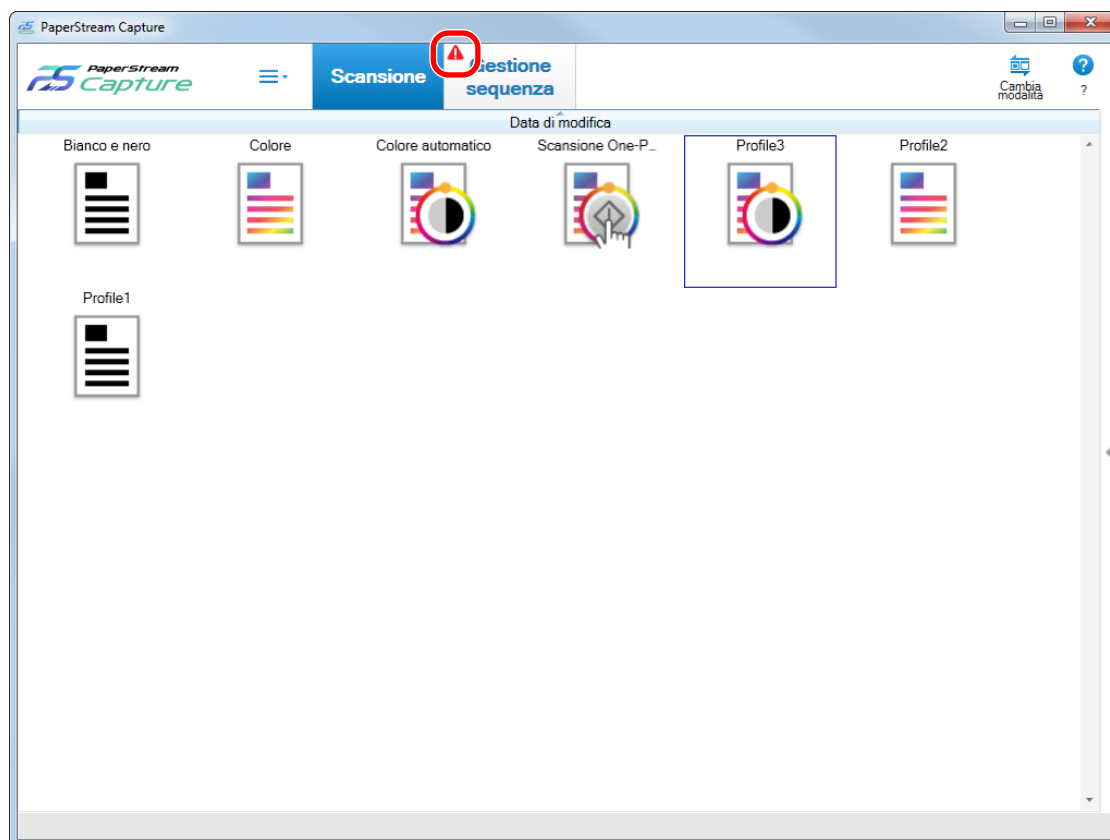 PaperStream Capture
PaperStream
Capture
Scansione
Gestione
sequenza
Cambia
modalità
?
Data di modifica
Bianco e nero
Colore
Colore automatico
Scansione One-P...
Profile3
Profile2
Profile1